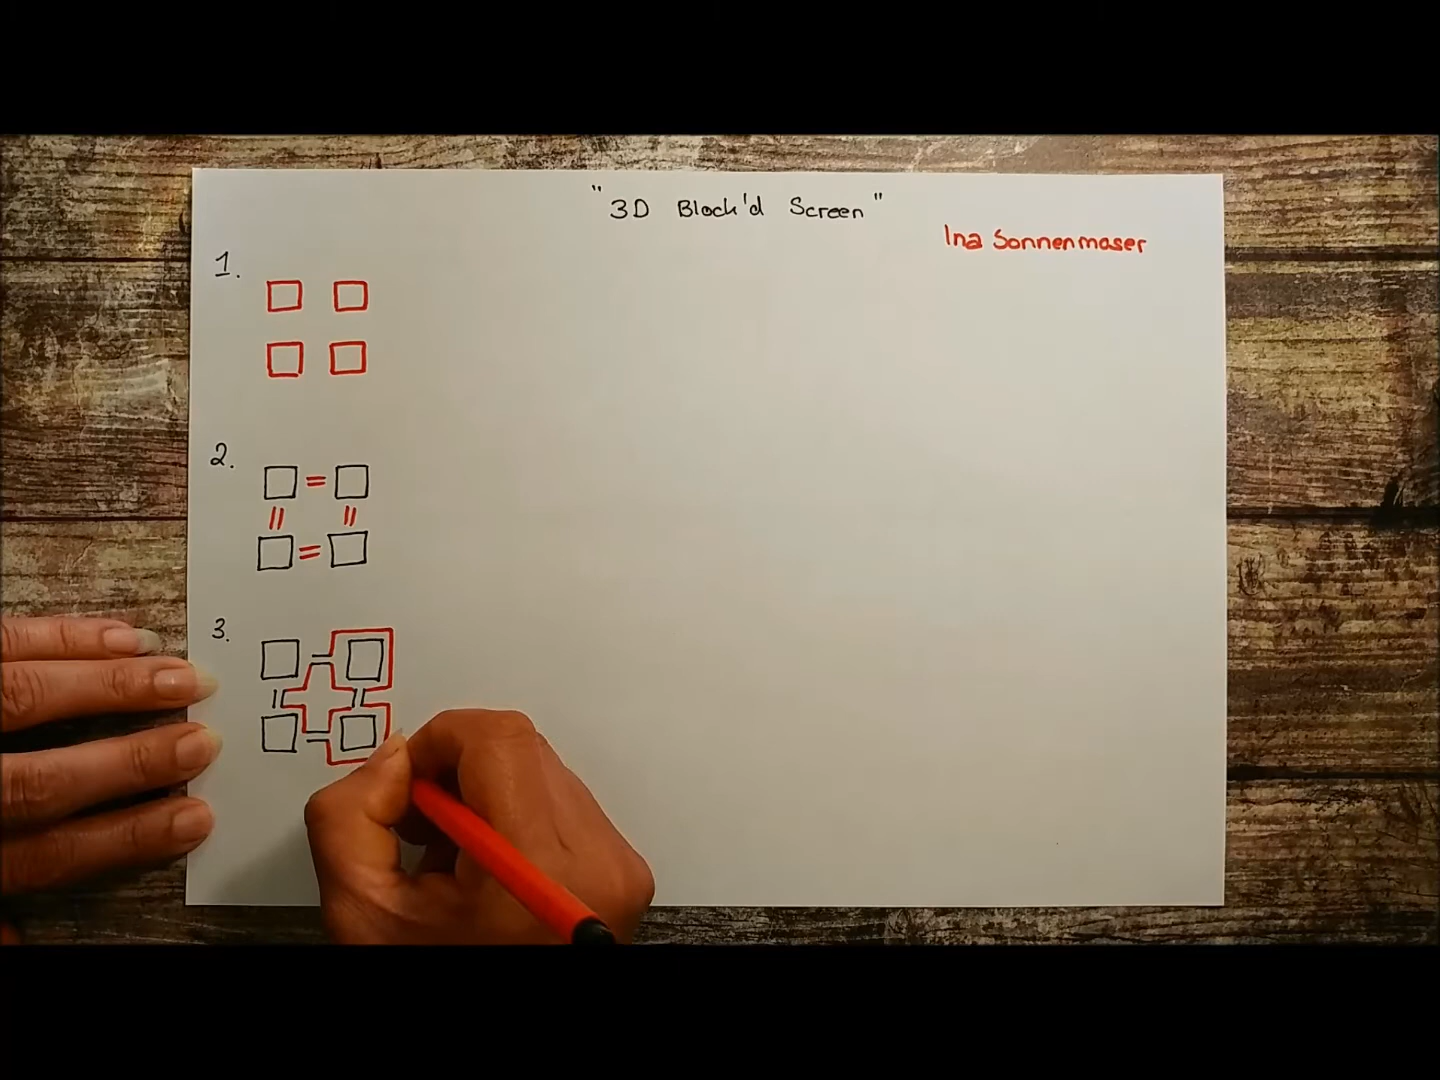 "3D Block'd Screen"
Ina Sonnenmoser
1.
2.
3.